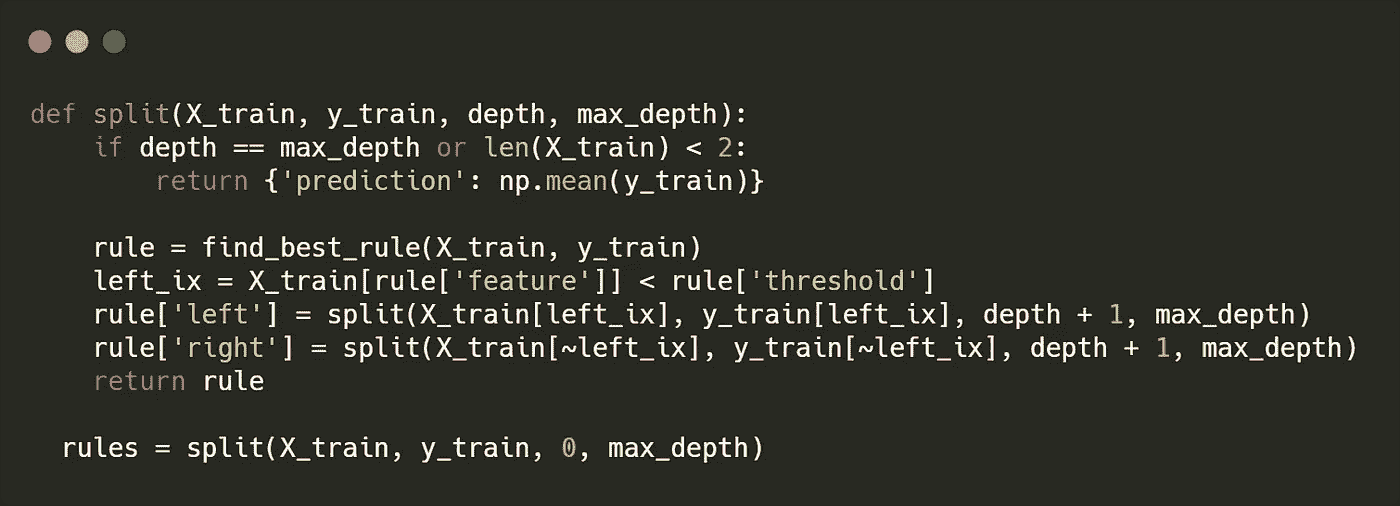 def split(X_train, y_train, depth, max_depth):
    if depth == max_depth or len(X_train) < 2:
        return {'prediction': np.mean(y_train)}

    rule = find_best_rule(X_train, y_train)
    left_ix = X_train[rule['feature']] < rule['threshold']
    rule['left'] = split(X_train[left_ix], y_train[left_ix], depth + 1, max_depth)
    rule['right'] = split(X_train[~left_ix], y_train[~left_ix], depth + 1, max_depth)
    return rule

  rules = split(X_train, y_train, 0, max_depth)